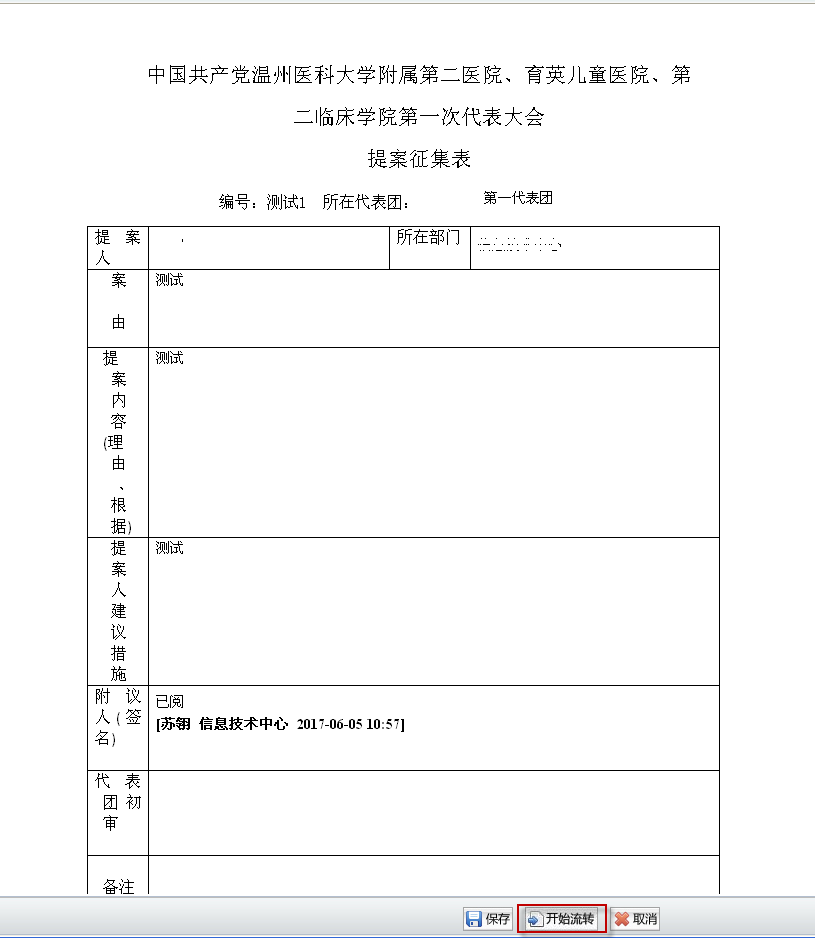 中国共产党温州医科大学附属第二医院、育英儿童医院、第
二临床学院第一次代表大会
提案征集表
编号：测试1 所在代表团： 第一代表团
提 案
人
所在部门
案
由
测试
提
案
内
容
(理
由
、
根
据)
测试
提
案
人
建
议
措
施
测试
附 议
人(签
名)
已阅
[苏翎 信息技术中心 2017-06-05 10:57]
代 表
团 初
审
备注
保存 开始流转 取消